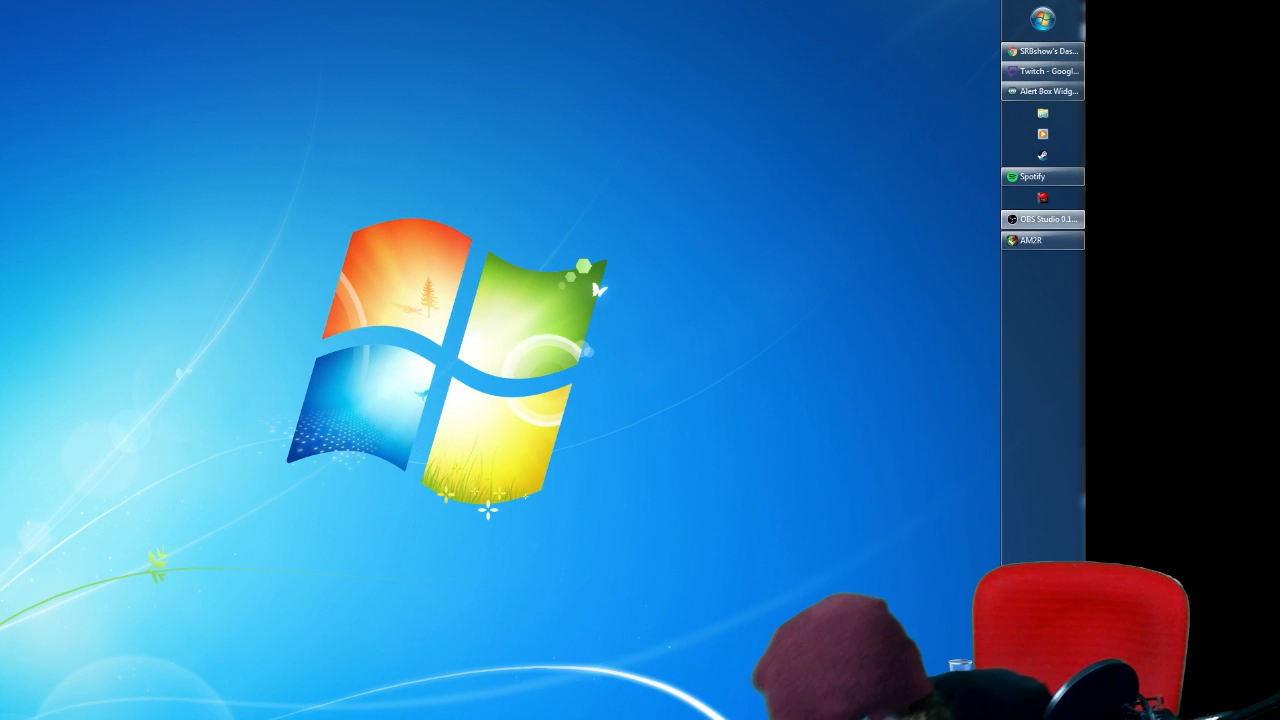 SRBshow's Das...
Twitch - Googl...
Alert Box Widg...
Spotify
OBS Studio 0.1...
AM2R